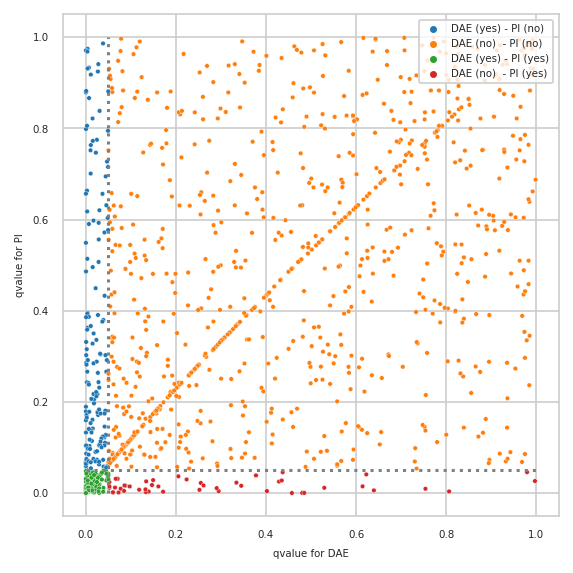 DAE (yes) - PI (no)
DAE (no)  - PI (no)
DAE (yes) - PI (yes)
DAE (no)  - PI (yes)
1.0
0.8
0.6
0.4
0.2
0.0
qvalue for PI
0.0 0.2 0.4 0.6 0.8 1.0
qvalue for DAE